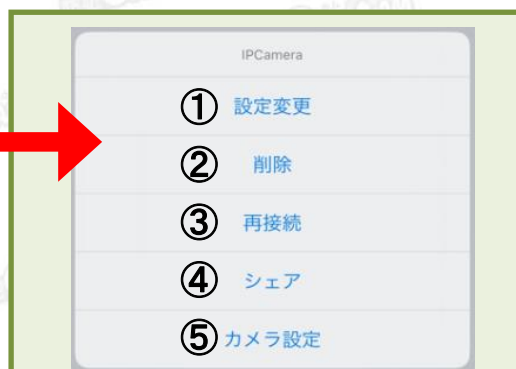 IPCamera
① 設定変更
② 削除
③ 再接続
④ シェア
⑤ カメラ設定